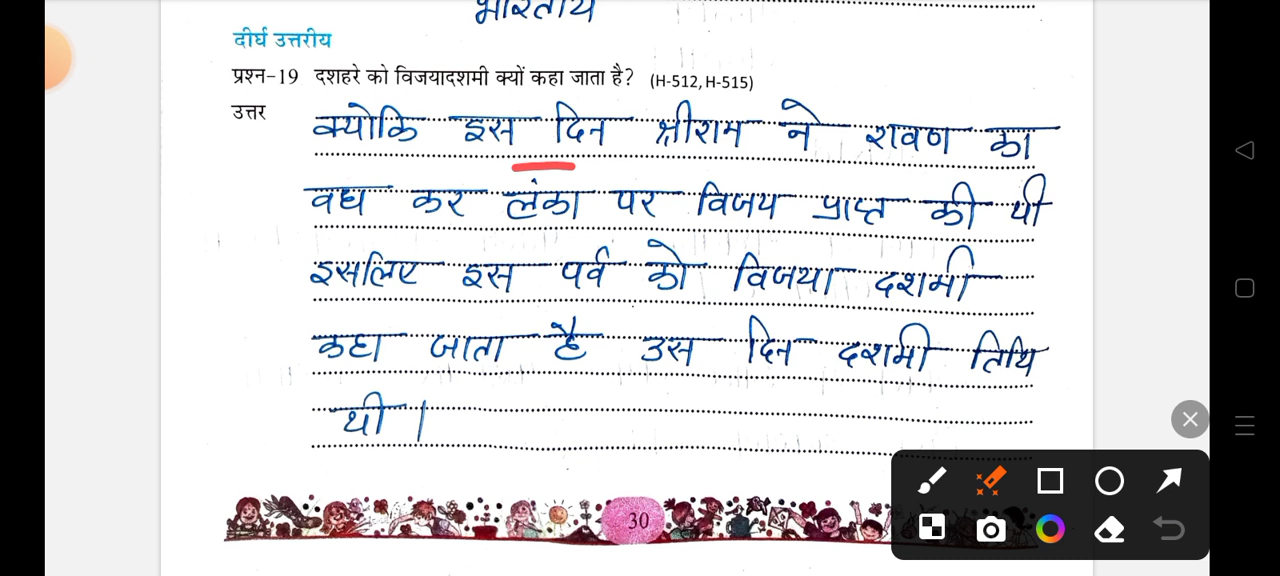 भारतीय
दीर्घ उत्तरीय
प्रश्न-19 दशहरे को विजयादशमी क्यों कहा जाता है? (H-512, H-515)
उत्तर
क्योकि इस दिन श्रीराम ने रावण का
वध कर लंका पर विजय प्राप्त की थी
इसलिए इस पर्व को विजया दशमी
कहा जाता है उस दिन दशमी तिथि
थी ।
30